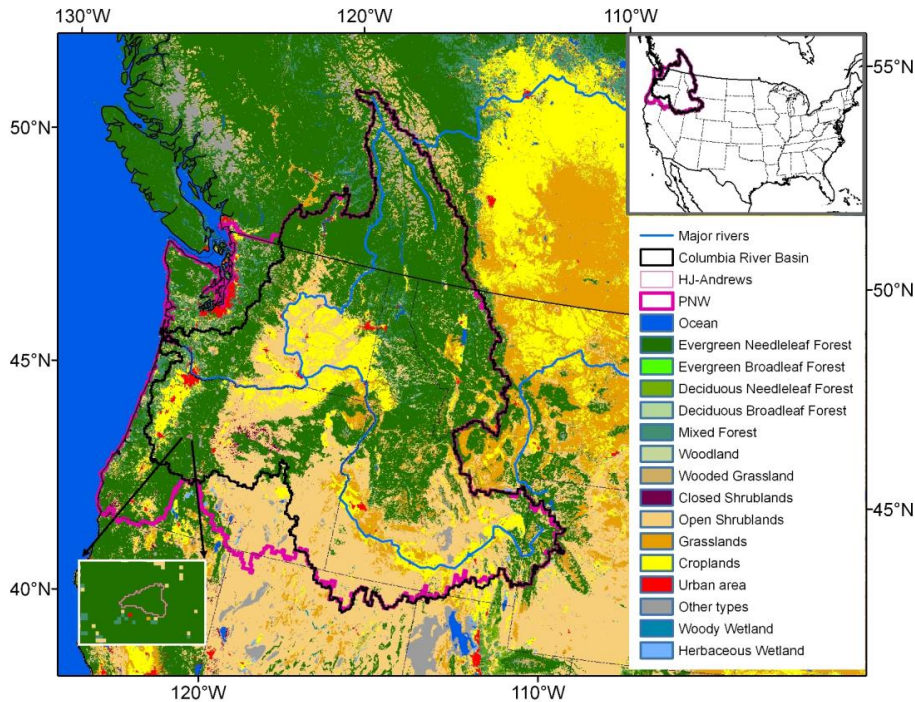 130°W
120°W
110°W
55°N
50°N
50°N
45°N
45°N
40°N
120°W
110°W
Major rivers
Columbia River Basin
HJ-Andrews
PNW
Ocean
Evergreen Needleleaf Forest
Evergreen Broadleaf Forest
Deciduous Needleleaf Forest
Deciduous Broadleaf Forest
Mixed Forest
Woodland
Wooded Grassland
Closed Shrublands
Open Shrublands
Grasslands
Croplands
Urban area
Other types
Woody Wetland
Herbaceous Wetland